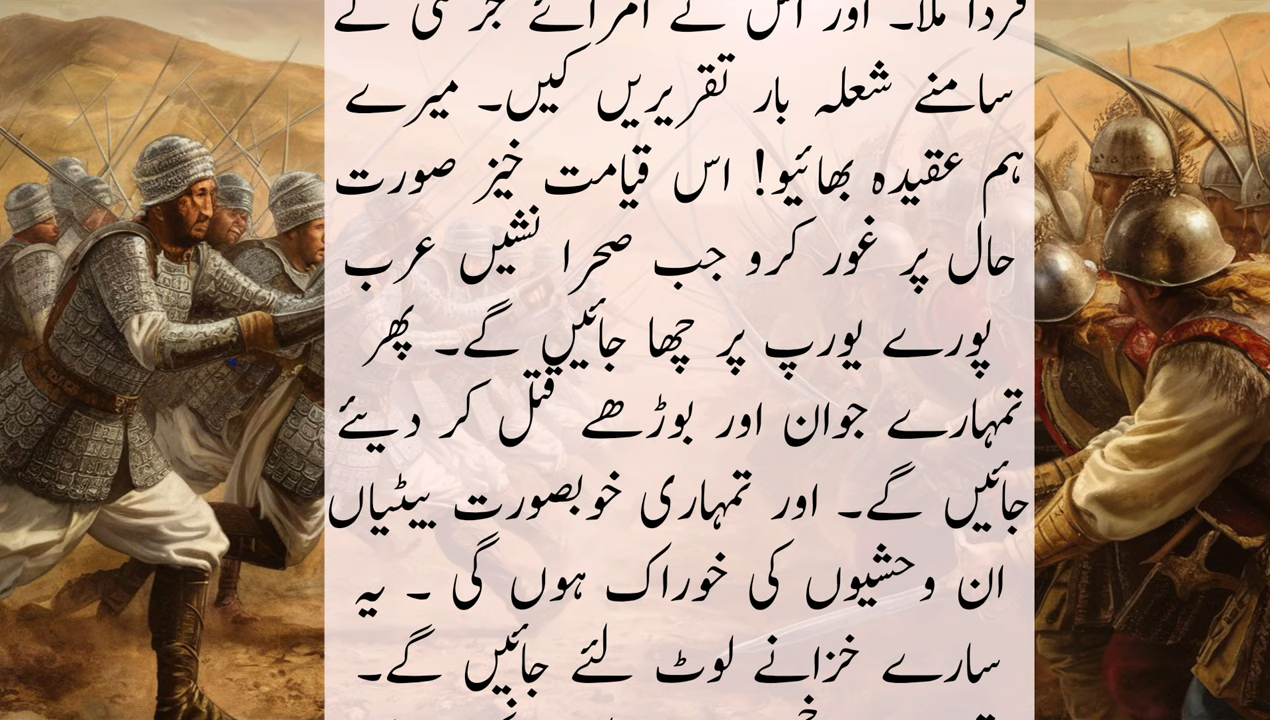 فردا ملا۔ اور اس نے امرائے جرمنی کے
سامنے شعلہ بار تقریریں کیں۔ میرے
ہم عقیدہ بھائیو! اس قیامت خیز صورت
حال پر غور کرو جب صحرا نشیں عرب
پورے یورپ پر چھا جائیں گے۔ پھر
تمہارے جوان اور بوڑھے قتل کر دیئے
جائیں گے۔ اور تمہاری خوبصورت بیٹیاں
ان وحشیوں کی خوراک ہوں گی ۔ یہ
سارے خزانے لوٹ لئے جائیں گے۔